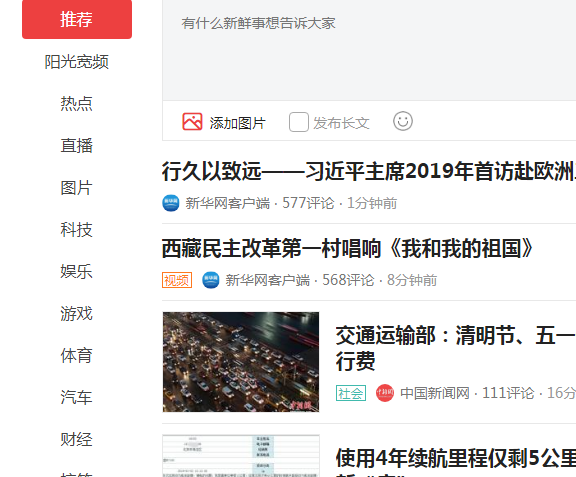 推荐
阳光宽频
热点
直播
图片
科技
娱乐
游戏
体育
汽车
财经
有什么新鲜事想告诉大家
添加图片 发布长文
行久以致远——习近平主席2019年首访赴欧洲
新华网客户端 · 577评论 · 1分钟前
西藏民主改革第一村唱响《我和我的祖国》
视频 新华网客户端 · 568评论 · 8分钟前
交通运输部：清明节、五一
行费
社会 中国新闻网 · 111评论 · 16分
使用4年续航里程仅剩5公里